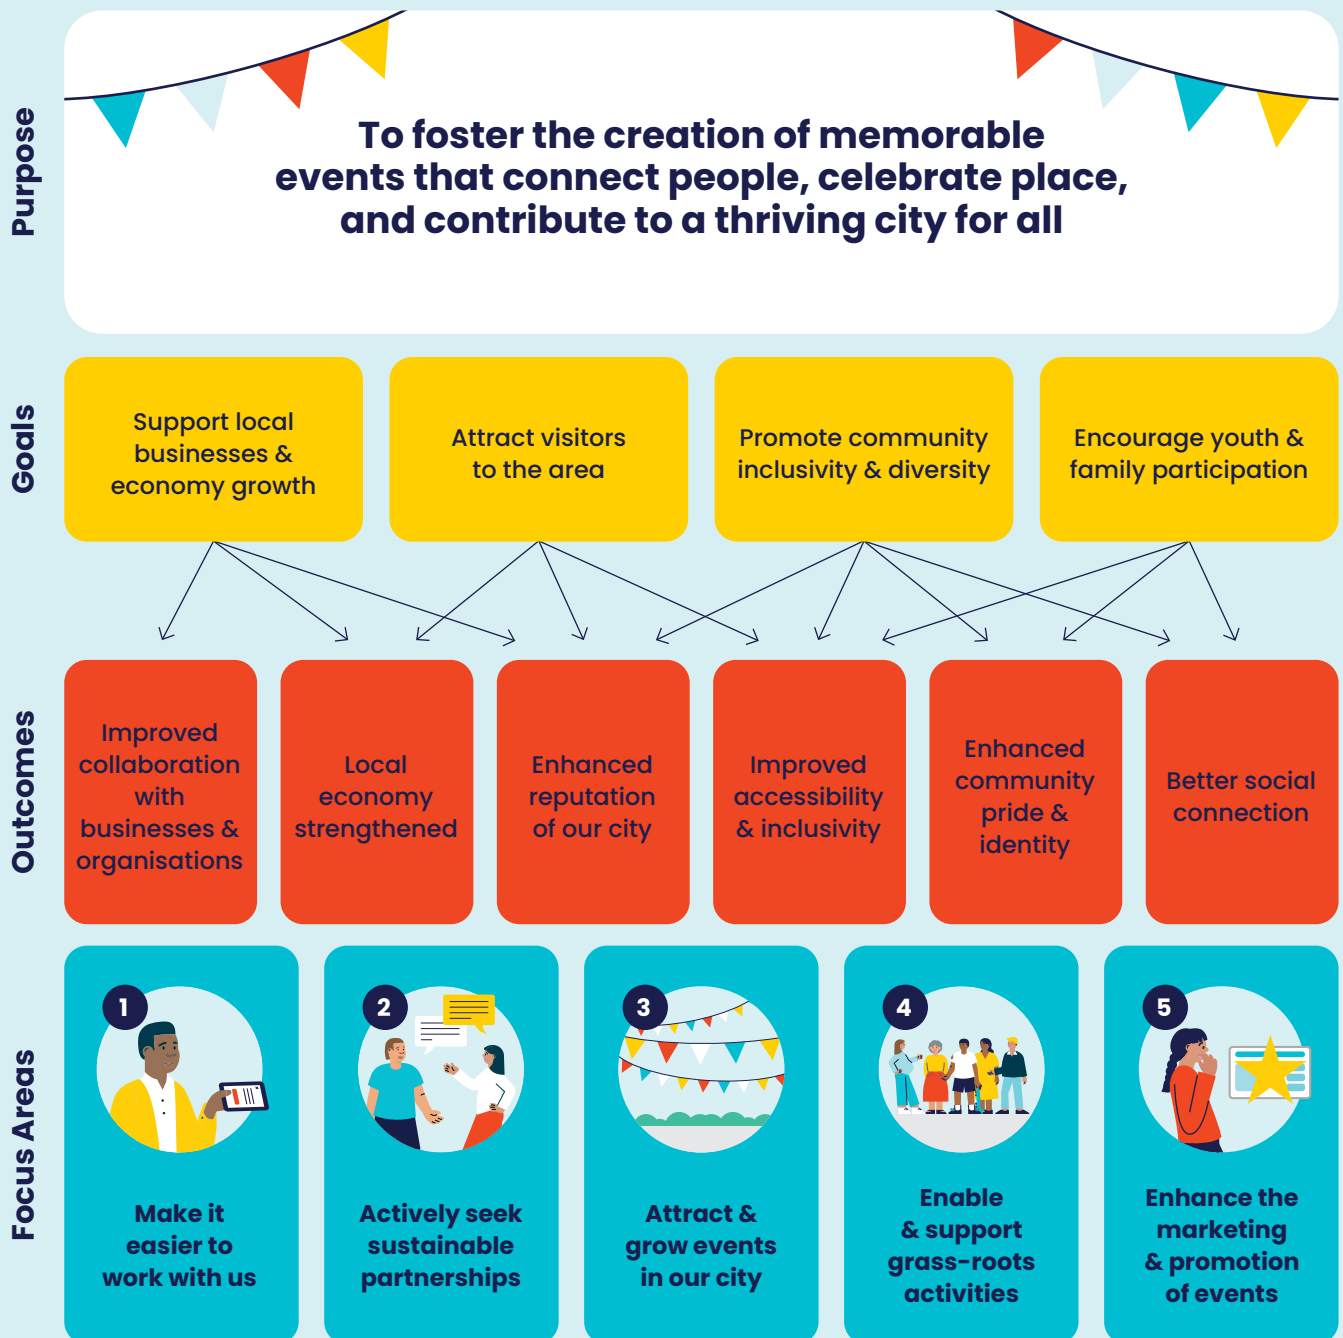 Purpose
To foster the creation of memorable
events that connect people, celebrate place,
and contribute to a thriving city for all
Goals
Support local
businesses &
economy growth
Attract visitors
to the area
Promote community
inclusivity & diversity
Encourage youth &
family participation
Outcomes
Improved
collaboration
with
businesses &
organisations
Local
economy
strengthened
Enhanced
reputation
of our city
Improved
accessibility
& inclusivity
Enhanced
community
pride &
identity
Better social
connection
Focus Areas
1
Make it
easier to
work with us
2
Actively seek
sustainable
partnerships
3
Attract &
grow events
in our city
4
Enable
& support
grass-roots
activities
5
Enhance the
marketing
& promotion
of events